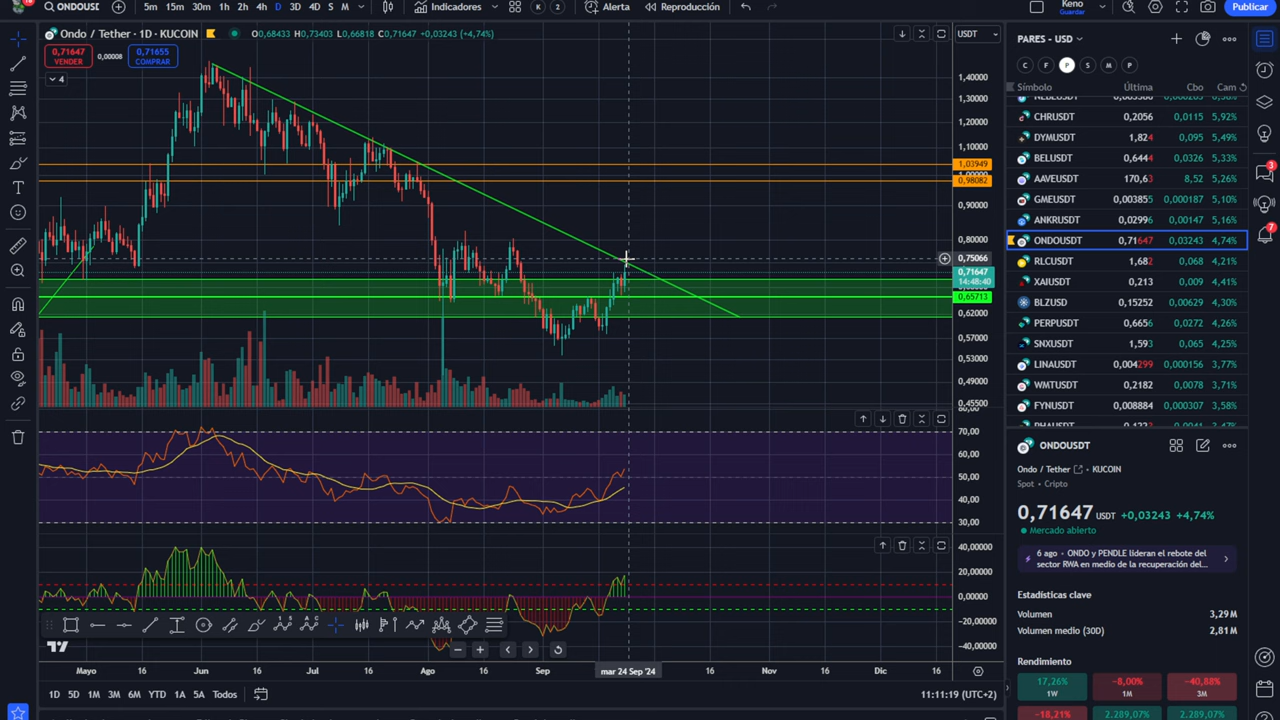 ONDOUSDT 5m 15m 30m 1h 2h 4h D 3D 4D S M Indicadores K 2 Alerta Reproducción Keno Guardar Publicar
Ondo / Tether · 1D · KUCOIN O0,68433 H0,73403 L0,66818 C0,71647 +0,03243 (+4,74%) USDT
0,71647 VENDER
0,00008
0,71655 COMPRAR
4
1,40000
1,30000
1,20000
1,10000
1,03949
1,00000
0,98082
0,90000
0,80000
0,75066
0,71647
14:48:40
0,65713
0,62000
0,57000
0,53000
0,49000
0,45500
80,00
70,00
50,00
40,00
30,00
40,00000
20,00000
0,00000
-20,00000
-40,00000
Mayo 16 Jun 16 Jul 16 Ago 16 Sep mar 24 Sep '24 16 Nov 16 Dic 16
1D 5D 1M 3M 6M YTD 1A 5A Todos 11:11:19 (UTC+2)
PARES - USD
C F P S M P
Símbolo Última Cbo Cam
CHRUSDT 0,2056 0,0115 5,92%
DYMUSDT 1,824 0,095 5,49%
BELUSDT 0,6444 0,0326 5,33%
AAVEUSDT 170,63 8,52 5,26%
GMEUSDT 0,003855 0,000187 5,10%
ANKRUSDT 0,0296 0,00147 5,06%
ONDOUSDT 0,71647 0,03243 4,74%
RLCUSDT 1,682 0,068 4,21%
XAIUSDT 0,213 0,009 4,41%
BLZUSD 0,15252 0,00629 4,30%
PERPUSDT 0,6656 0,0272 4,26%
SNXUSDT 1,593 0,065 4,25%
LINAUSDT 0,004299 0,000156 3,77%
WMTUSDT 0,2182 0,0078 3,71%
FYNUSDT 0,008884 0,000307 3,58%
ONDOUSDT
Ondo / Tether · KUCOIN
Spot · Cripto
0,71647 USDT +0,03243 +4,74%
Mercado abierto
6 ago · ONDO y PENDLE lideran el rebote del
sector RWA en medio de la recuperación del...
Estadísticas clave
Volumen 3,29 M
Volumen medio (30D) 2,81 M
Rendimiento
17,26% −8,00% −40,88%
1W 1M 3M
−18,21% 2.289,07% 2.289,07%
3
7